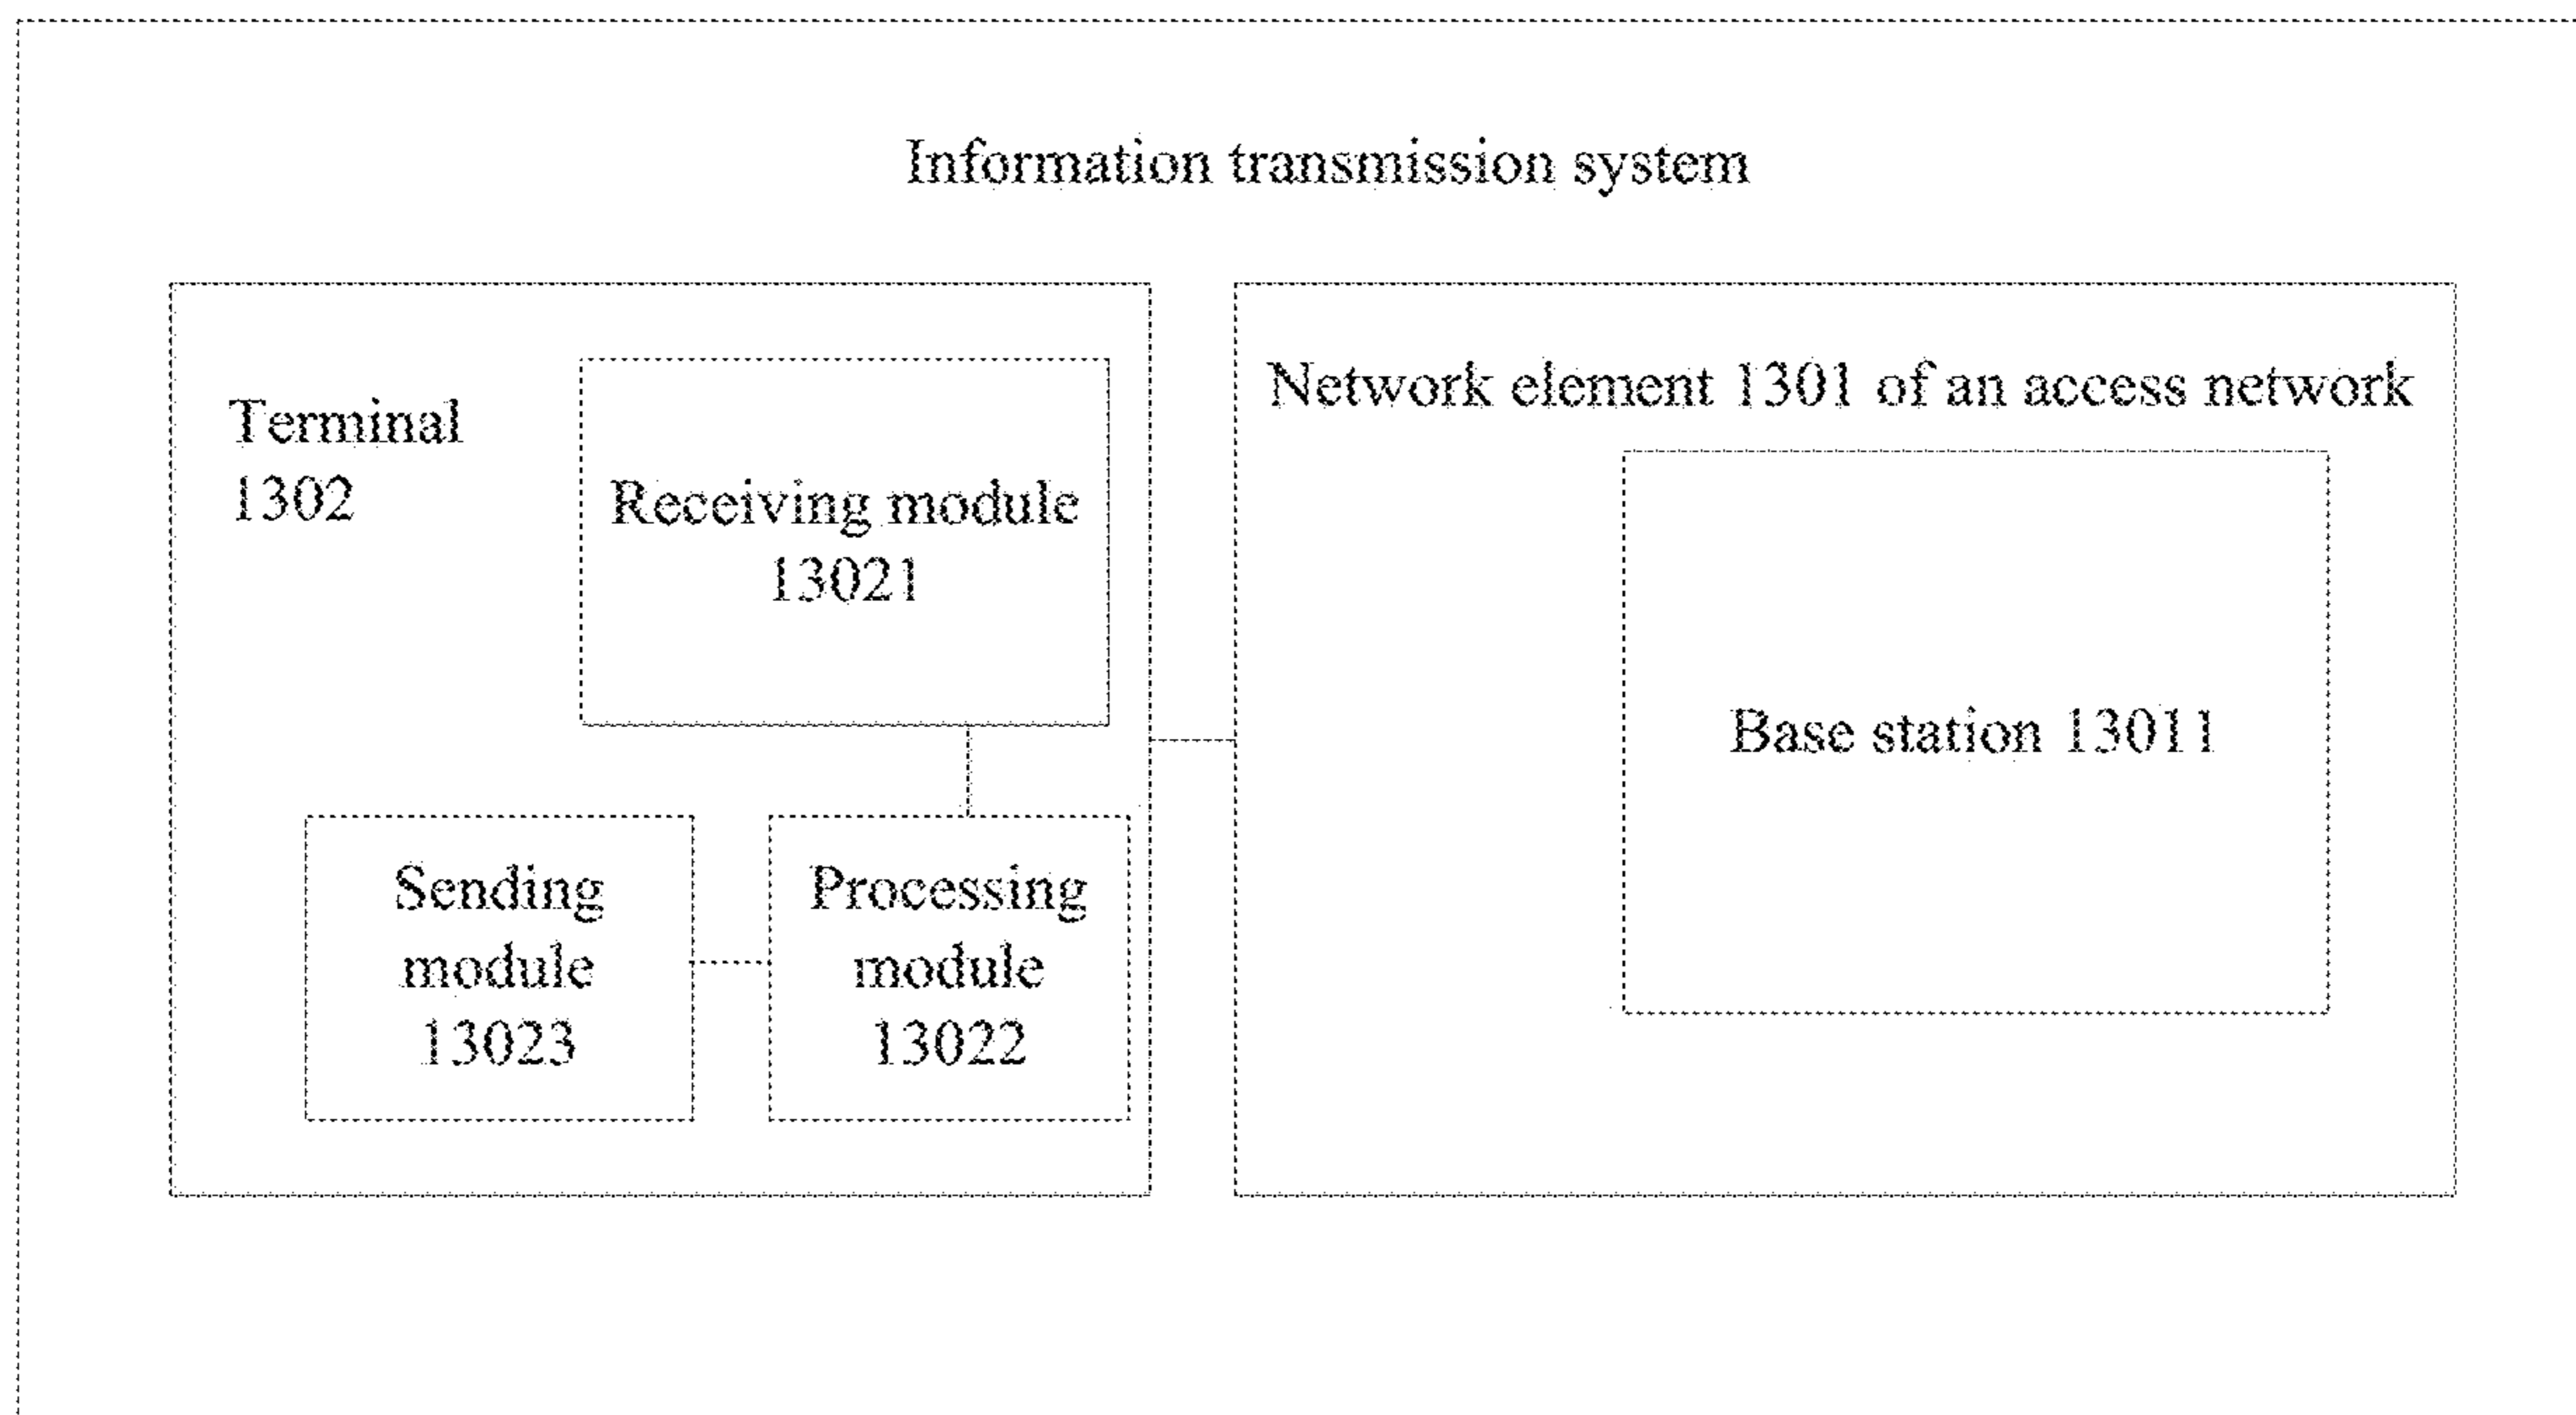 Information transmission system
Terminal
1302
Receiving module
13021
Sending
module
13023
Processing
module
13022
Network element 1301 of an access network
Base station 13011